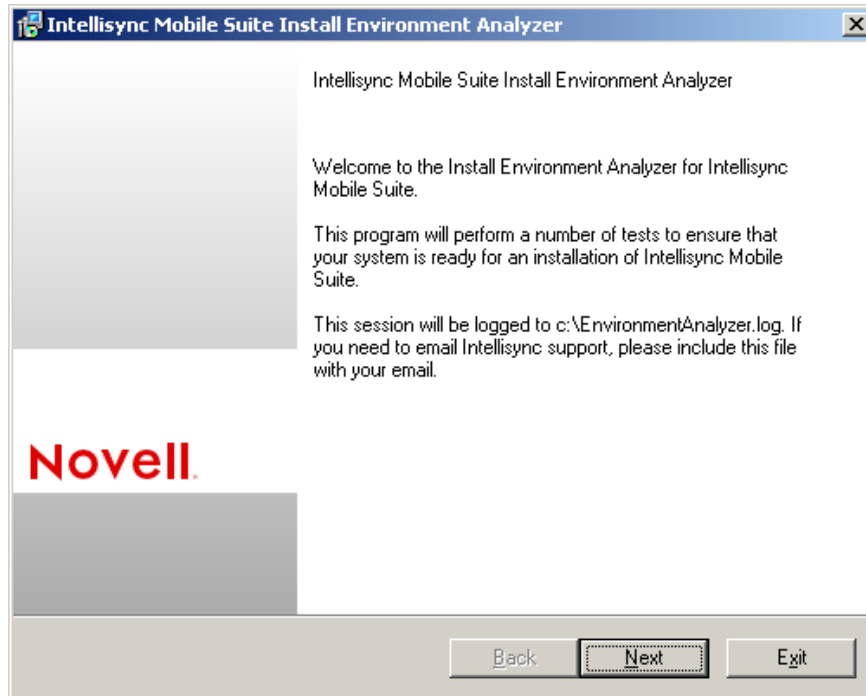 Intellisync Mobile Suite Install Environment Analyzer
Intellisync Mobile Suite Install Environment Analyzer
Welcome to the Install Environment Analyzer for Intellisync
Mobile Suite.
This program will perform a number of tests to ensure that
your system is ready for an installation of Intellisync Mobile
Suite.
This session will be logged to c:\EnvironmentAnalyzer.log. If
you need to email Intellisync support, please include this file
with your email.
Novell.
Back Next Exit